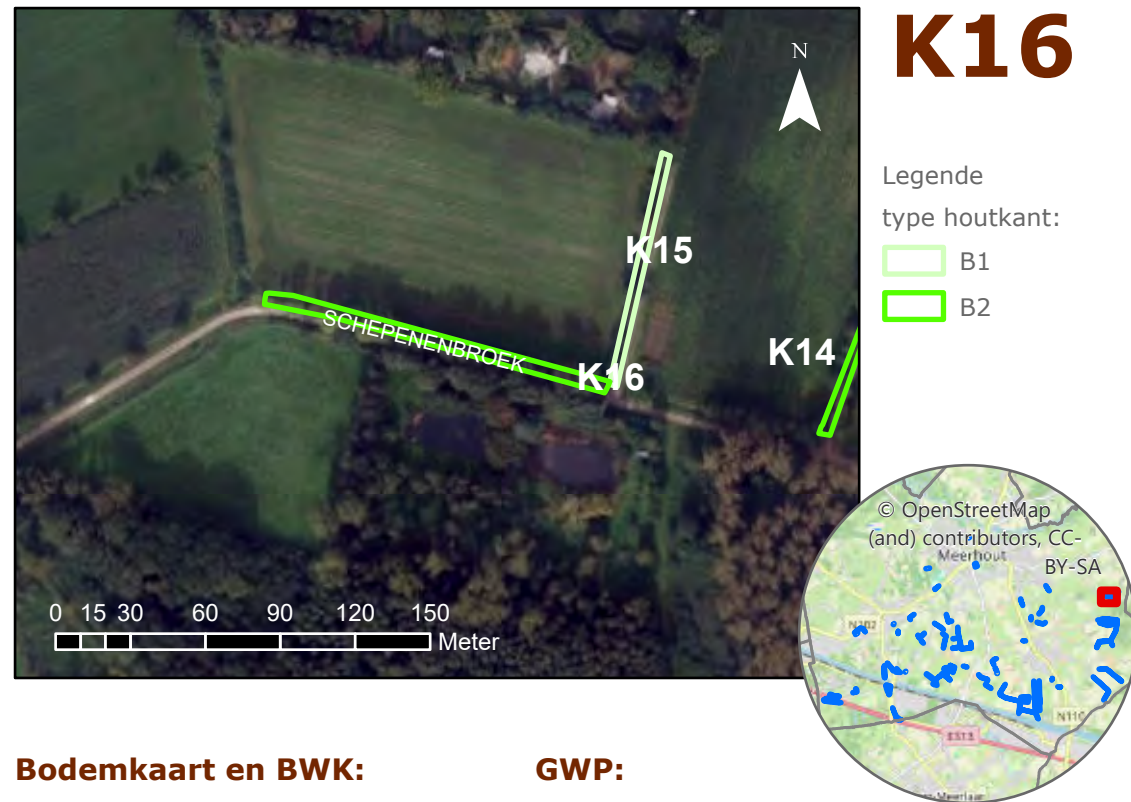 K16
N
Legende
type houtkant:
B1
B2
K15
SCHEPENENBROEK
K14
K16
© OpenStreetMap
(and) contributors, CC-
BY-SA
Meerhout
N102
N110
E313
0 15 30 60 90 120 150
Meter
Bodemkaart en BWK:
GWP: